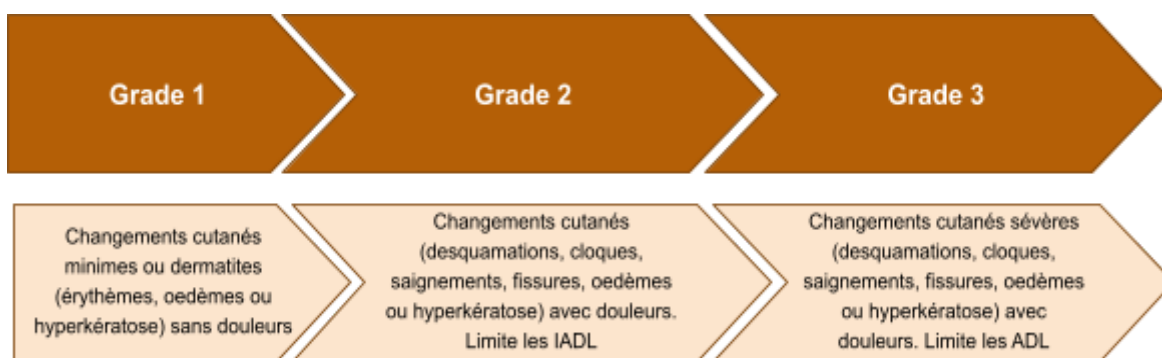 Grade 1
Grade 2
Grade 3
Changements cutanés
minimes ou dermatites
(érythèmes, oedèmes ou
hyperkératose) sans douleurs
Changements cutanés
(desquamations, cloques,
saignements, fissures, oedèmes
ou hyperkératose) avec douleurs.
Limite les IADL
Changements cutanés sévères
(desquamations, cloques,
saignements, fissures, oedèmes
ou hyperkératose) avec
douleurs. Limite les ADL